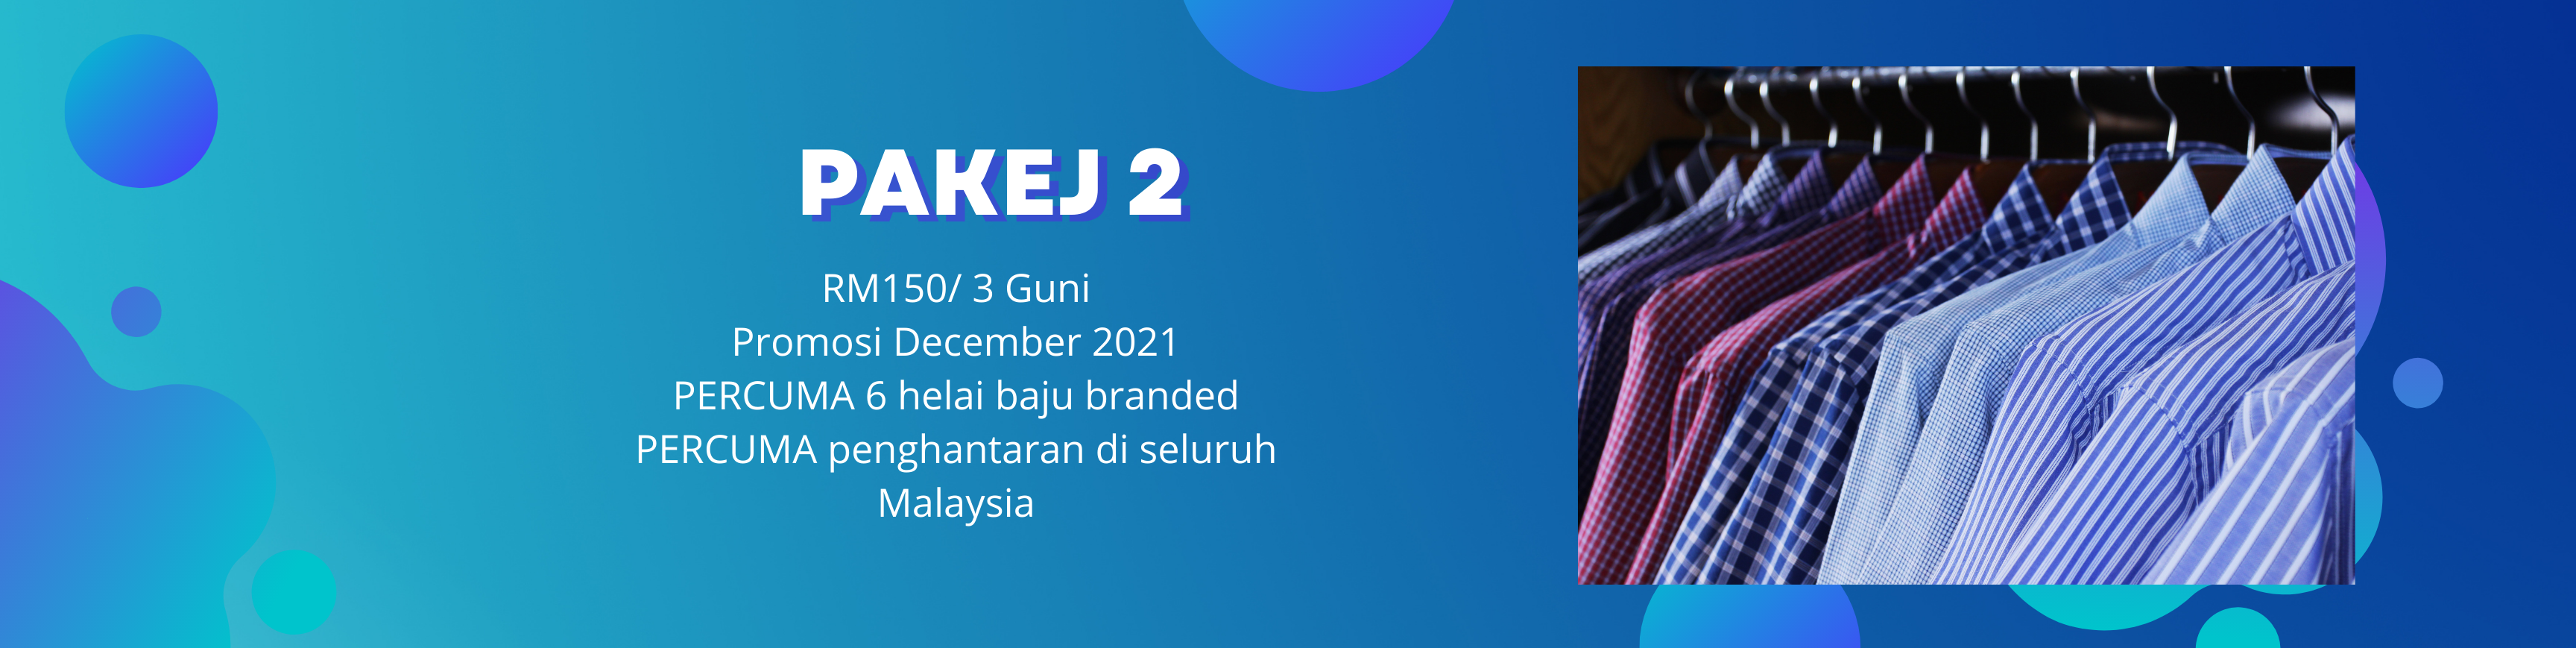 PAKEJ 2
RM150/ 3 Guni
Promosi December 2021
PERCUMA 6 helai baju branded
PERCUMA penghantaran di seluruh
Malaysia